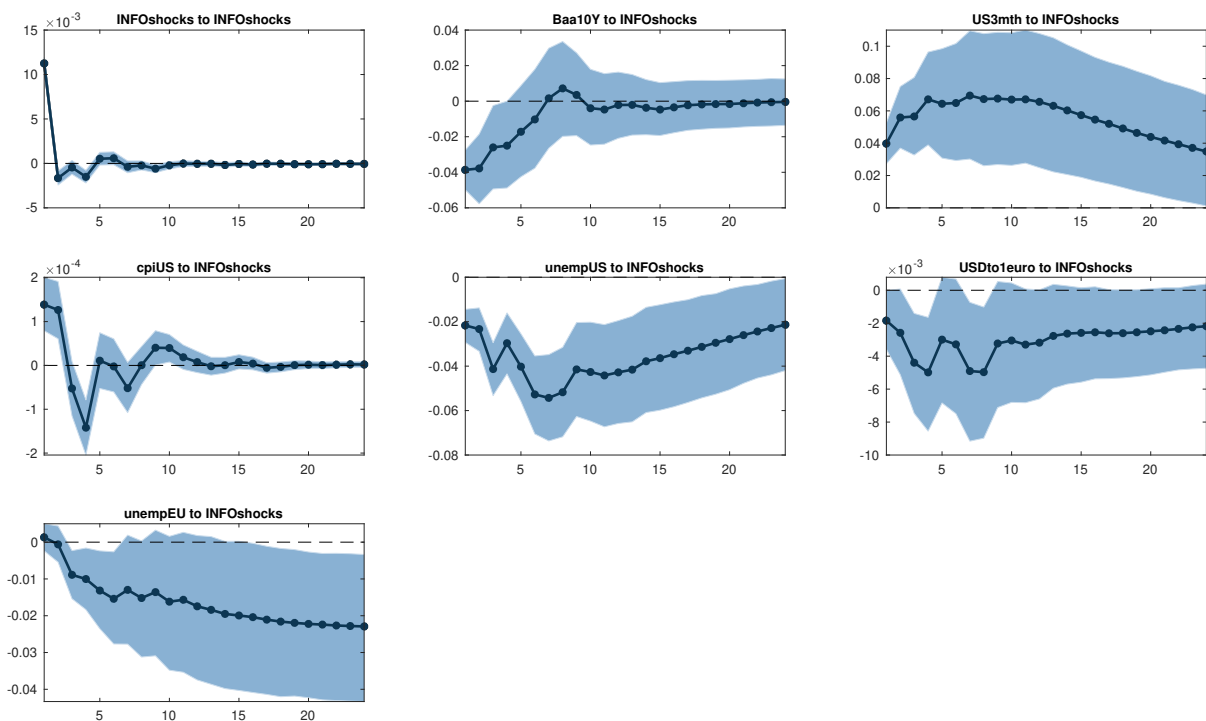 INFOshocks to INFOshocks
×10⁻³
15
10
5
0
-5
5 10 15 20
Baa10Y to INFOshocks
0.04
0.02
0
-0.02
-0.04
-0.06
5 10 15 20
US3mth to INFOshocks
0.1
0.08
0.06
0.04
0.02
0
5 10 15 20
cpiUS to INFOshocks
×10⁻⁴
2
1
0
-1
-2
5 10 15 20
unempUS to INFOshocks
0
-0.02
-0.04
-0.06
-0.08
5 10 15 20
USDto1euro to INFOshocks
×10⁻³
0
-2
-4
-6
-8
-10
5 10 15 20
unempEU to INFOshocks
0
-0.01
-0.02
-0.03
-0.04
5 10 15 20